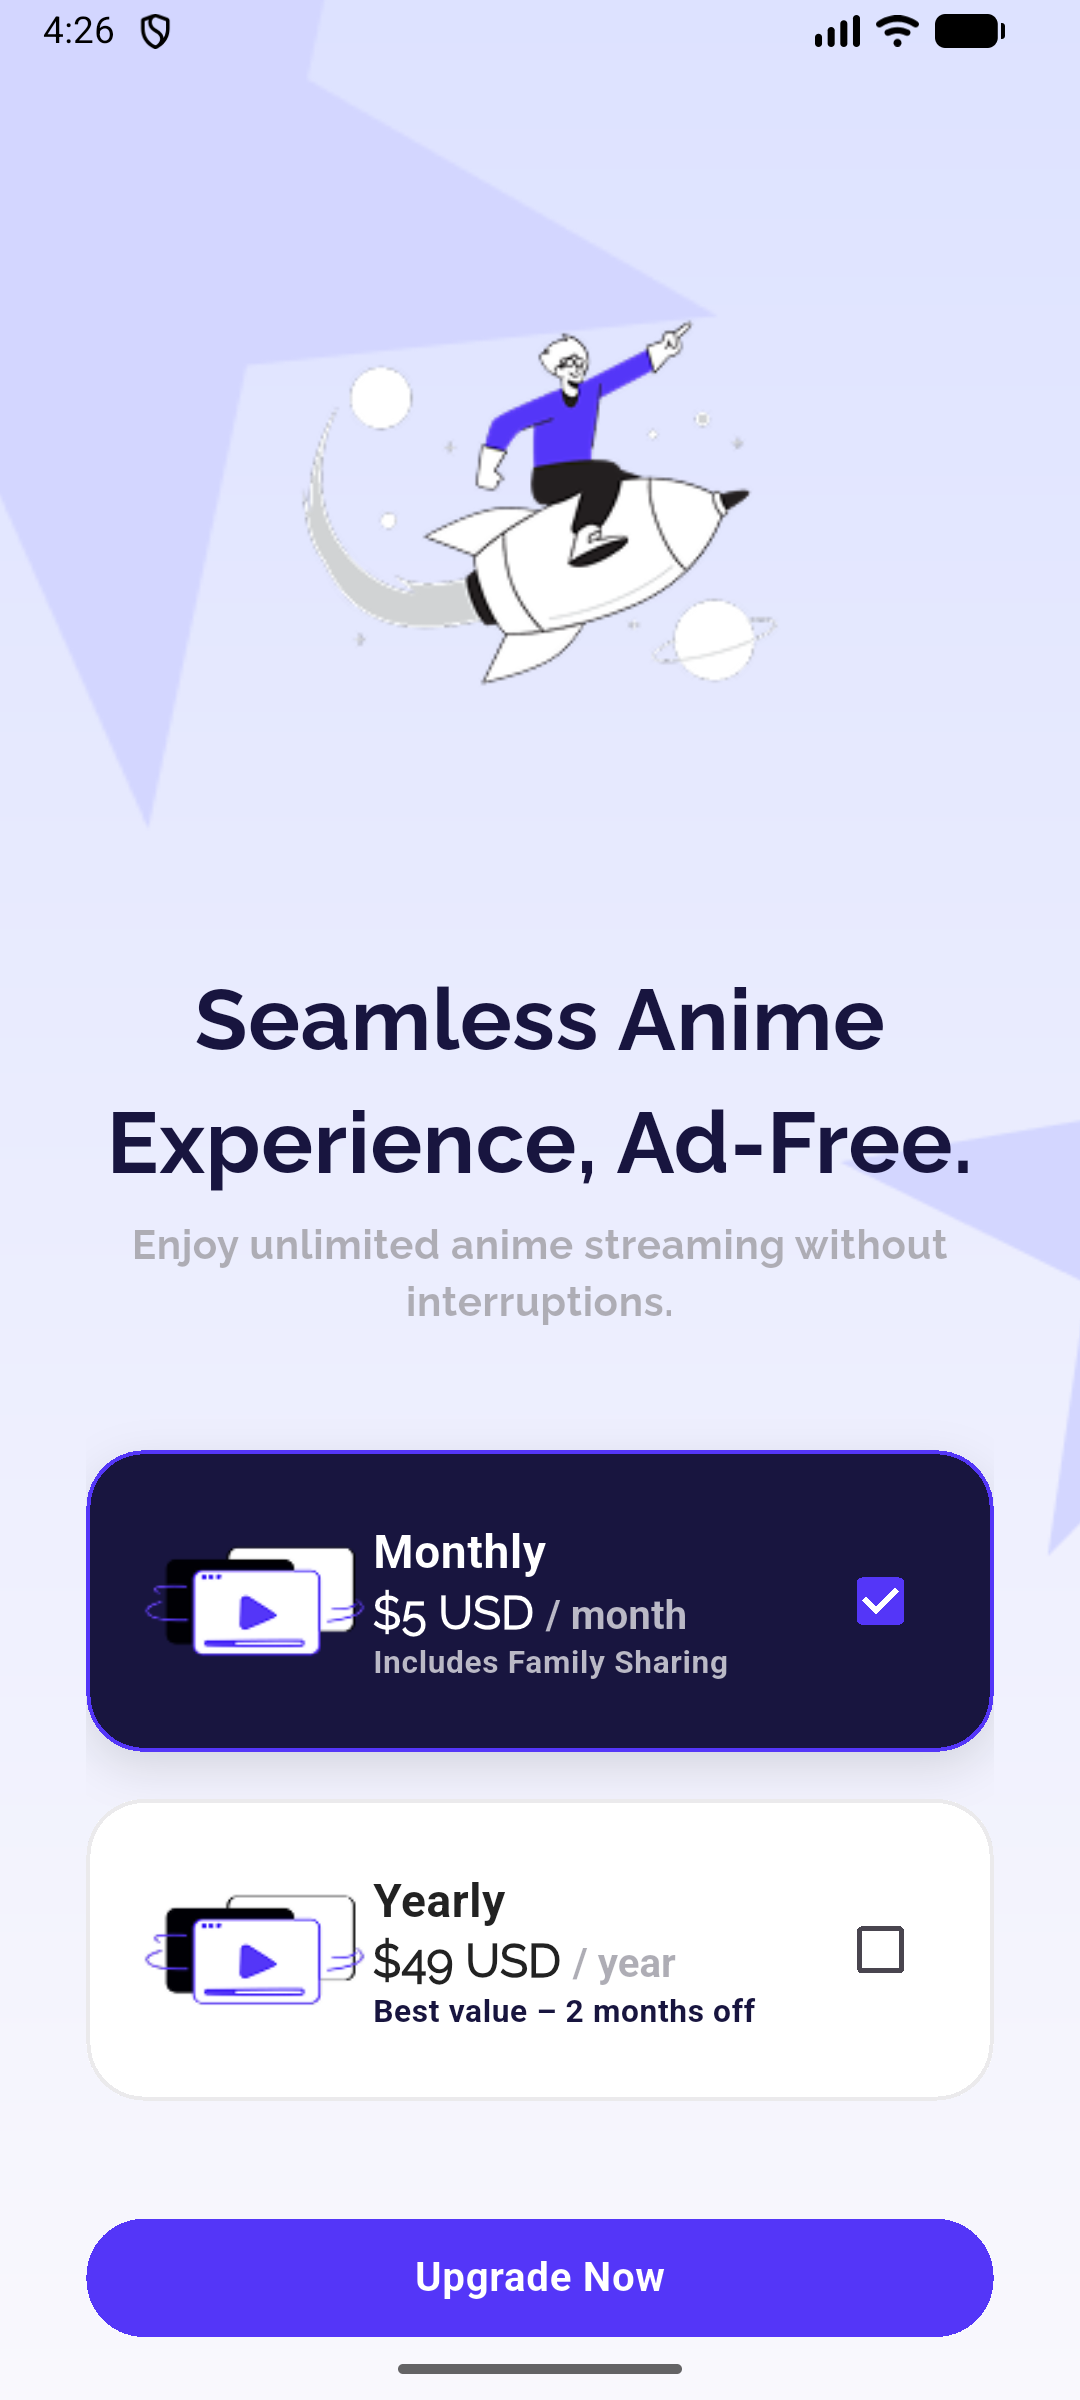 4:26
Seamless Anime
Experience, Ad-Free.
Enjoy unlimited anime streaming without
interruptions.
Monthly
$5 USD / month
Includes Family Sharing
Yearly
$49 USD / year
Best value – 2 months off
Upgrade Now